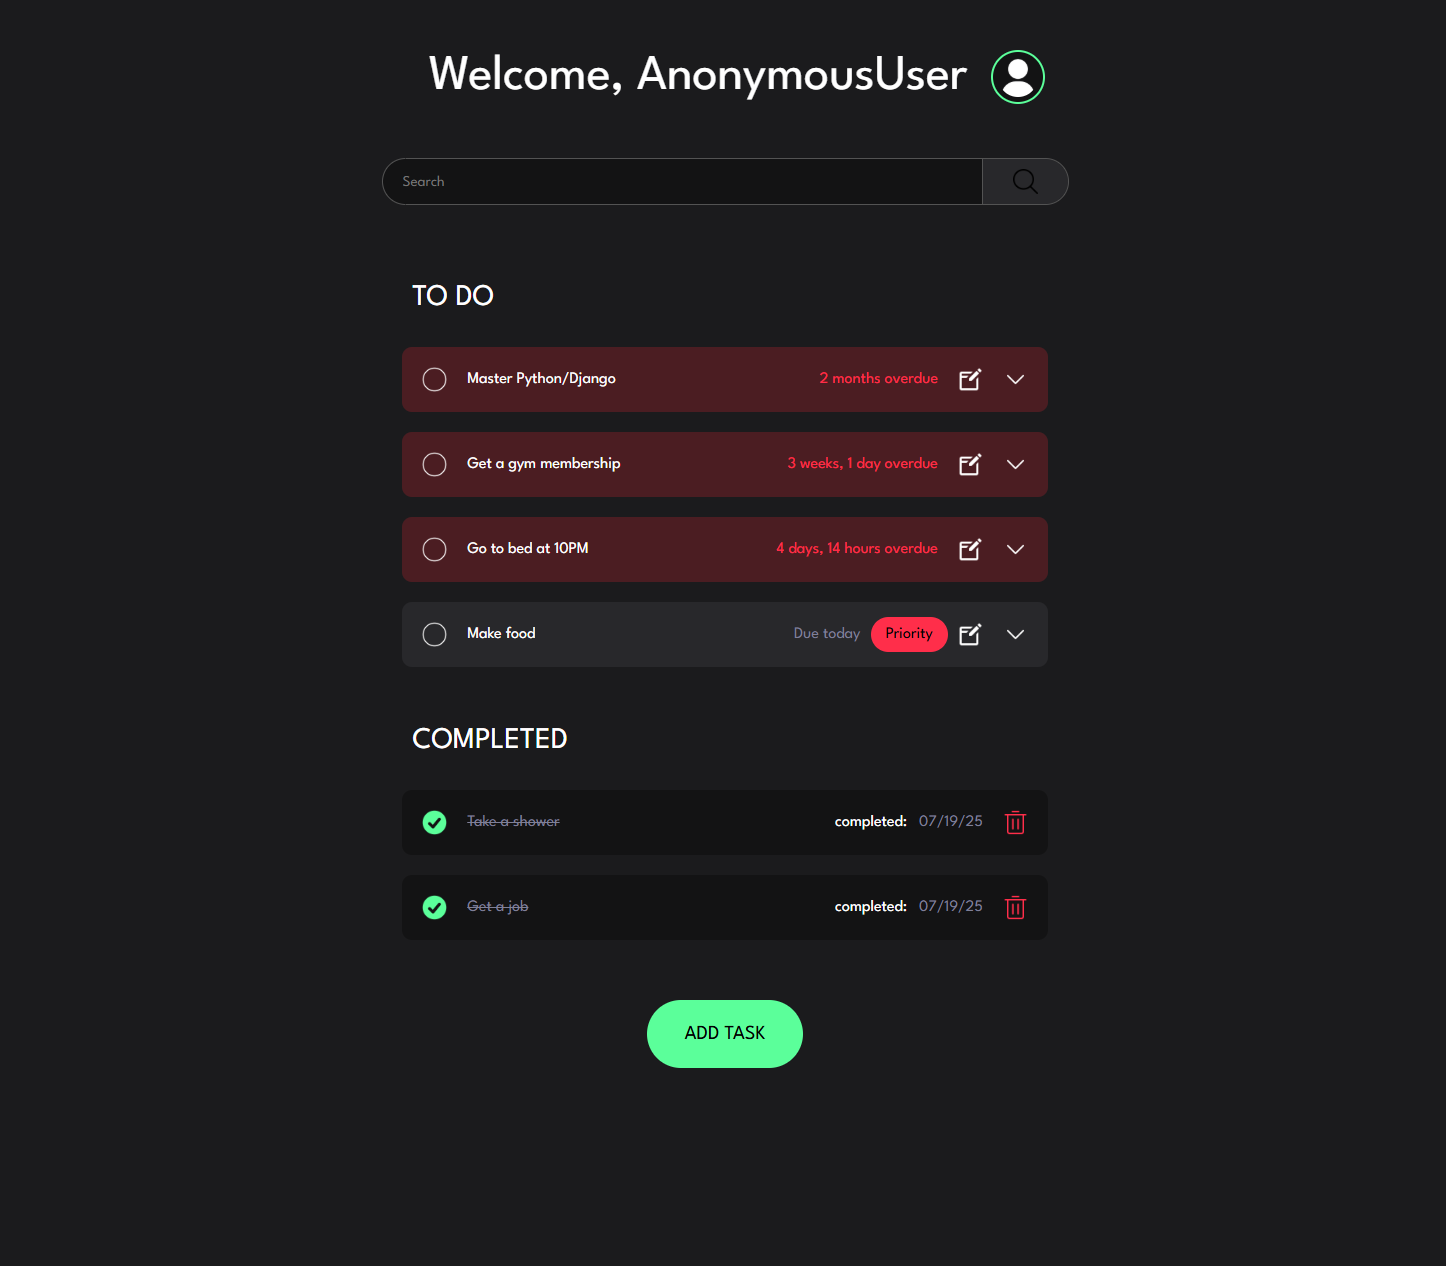 Welcome, AnonymousUser
Search
TO DO
Master Python/Django 2 months overdue
Get a gym membership 3 weeks, 1 day overdue
Go to bed at 10PM 4 days, 14 hours overdue
Make food Due today Priority
COMPLETED
Take a shower completed: 07/19/25
Get a job completed: 07/19/25
ADD TASK